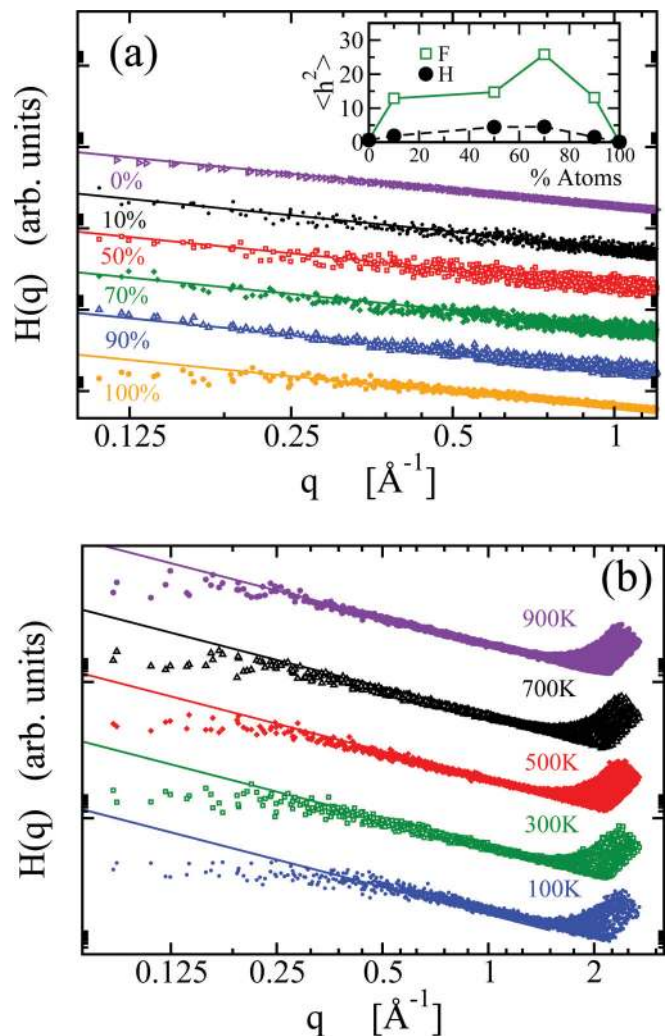 (a)
30
20
10
0
<h²>
F
H
0 20 40 60 80 100
% Atoms
H(q) (arb. units)
0%
10%
50%
70%
90%
100%
0.125 0.25 0.5 1
q [Å⁻¹]
(b)
H(q) (arb. units)
900K
700K
500K
300K
100K
0.125 0.25 0.5 1 2
q [Å⁻¹]